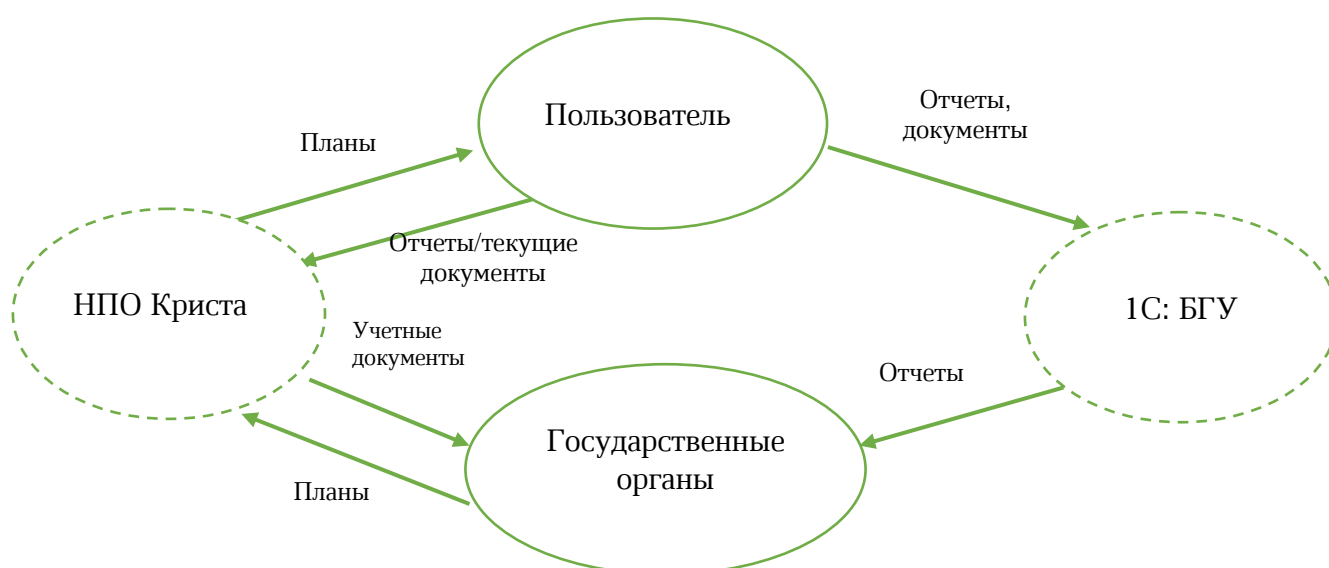 Пользователь
Отчеты,
документы
Планы
Отчеты/текущие
документы
НПО Криста
1С: БГУ
Учетные
документы
Отчеты
Государственные
органы
Планы